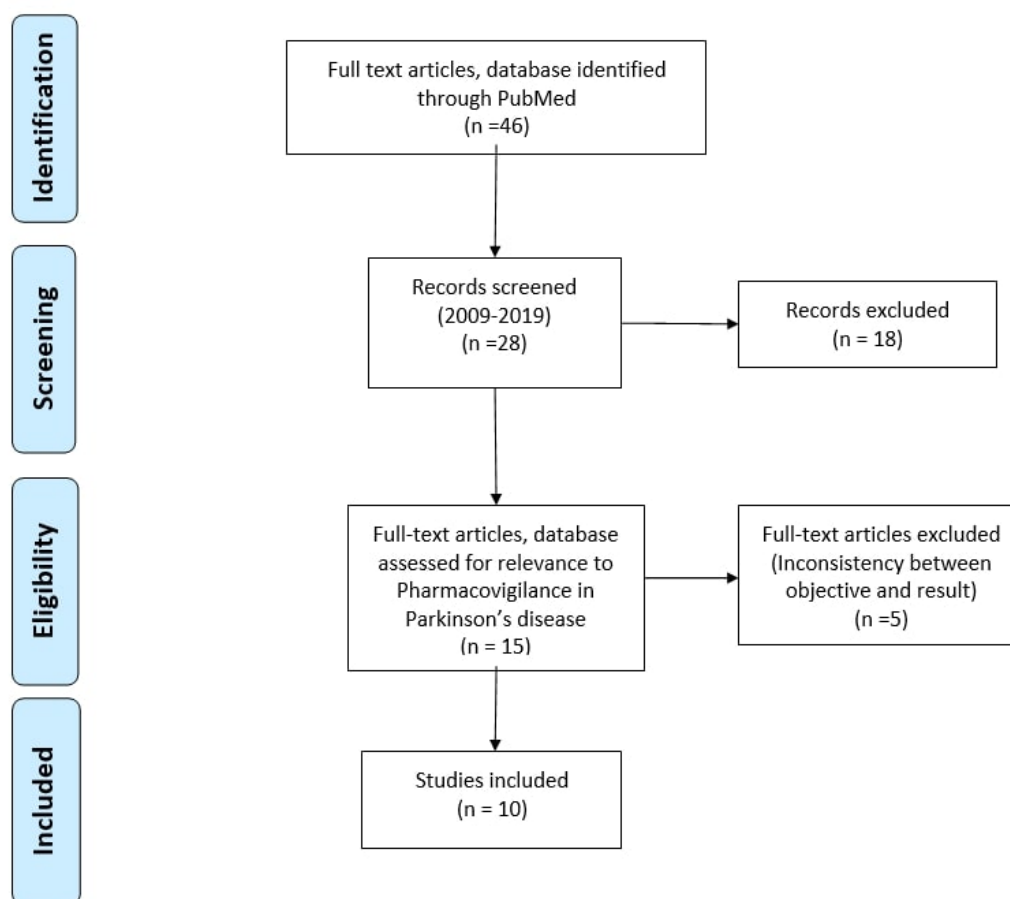 Identification
Full text articles, database identified
through PubMed
(n =46)
Screening
Records screened
(2009-2019)
(n =28)
Records excluded
(n = 18)
Eligibility
Full-text articles, database
assessed for relevance to
Pharmacovigilance in
Parkinson’s disease
(n = 15)
Full-text articles excluded
(Inconsistency between
objective and result)
(n =5)
Included
Studies included
(n = 10)